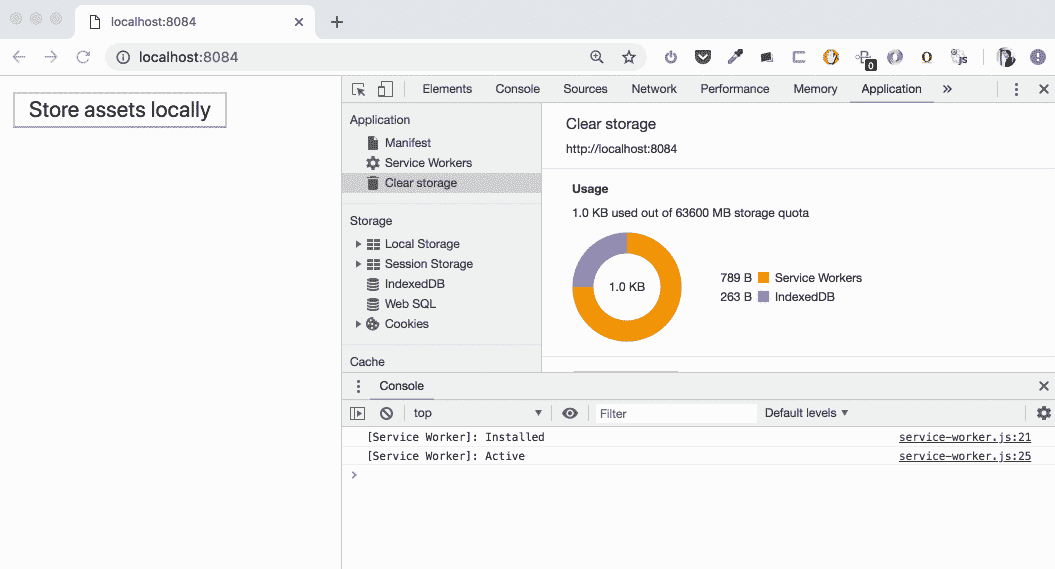 localhost:8084
localhost:8084
0
JS
Store assets locally
Elements Console Sources Network Performance Memory Application
Application
Manifest
Service Workers
Clear storage
Storage
Local Storage
Session Storage
IndexedDB
Web SQL
Cookies
Cache
Clear storage
http://localhost:8084
Usage
1.0 KB used out of 63600 MB storage quota
1.0 KB
789 B Service Workers
263 B IndexedDB
Console
top Filter Default levels
[Service Worker]: Installed service-worker.js:21
[Service Worker]: Active service-worker.js:25